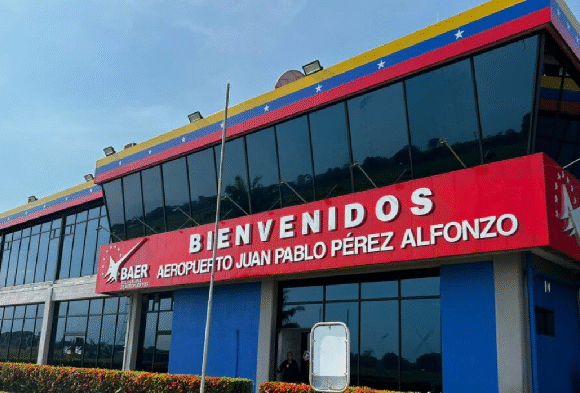 BIENVENIDOS
BAER
AEROPUERTO JUAN PABLO PÉREZ ALFONZO